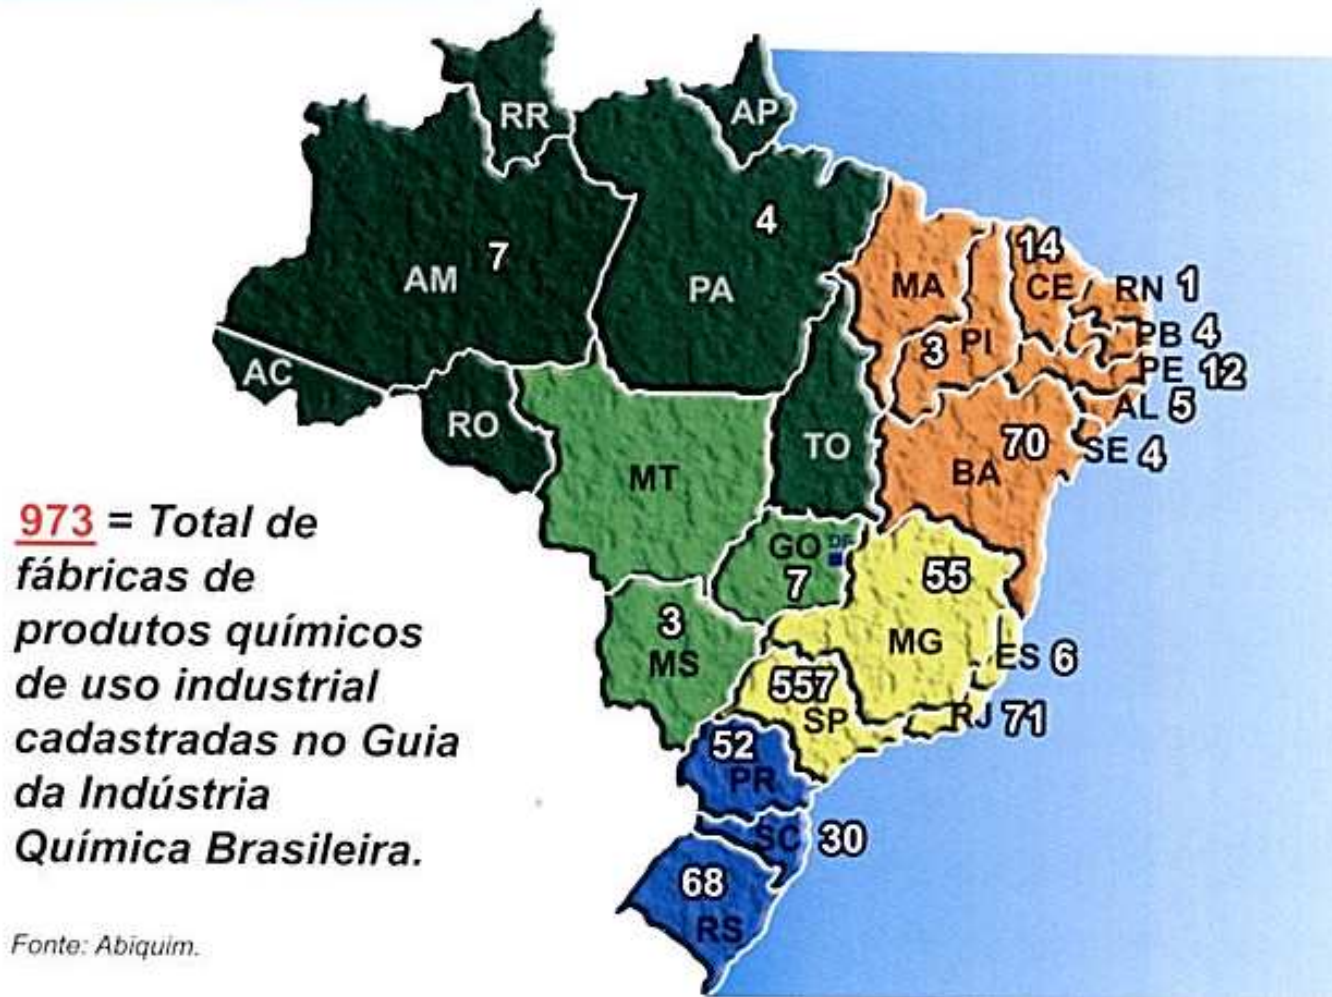 RR
AP
4
7
AM
PA
14
MA
CE
RN 1
PB 4
3 PI
PE 12
AC
AL 5
RO
TO
70
BA
SE 4
MT
GO DF
7
55
3
MS
MG
ES 6
557
SP
RJ 71
52
PR
SC 30
68
RS
973 = Total de
fábricas de
produtos químicos
de uso industrial
cadastradas no Guia
da Indústria
Química Brasileira.
Fonte: Abiquim.